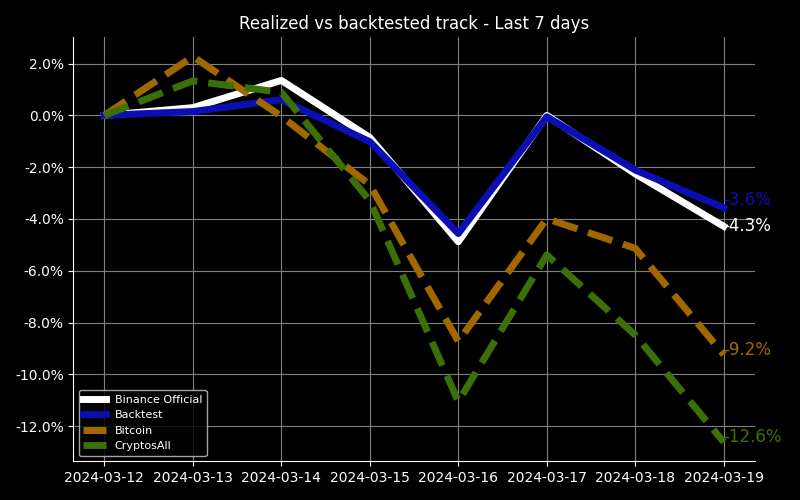 Realized vs backtested track - Last 7 days
2.0%
0.0%
-2.0%
-4.0%
-6.0%
-8.0%
-10.0%
-12.0%
-3.6%
-4.3%
-9.2%
-12.6%
Binance Official
Backtest
Bitcoin
CryptosAll
2024-03-12 2024-03-13 2024-03-14 2024-03-15 2024-03-16 2024-03-17 2024-03-18 2024-03-19